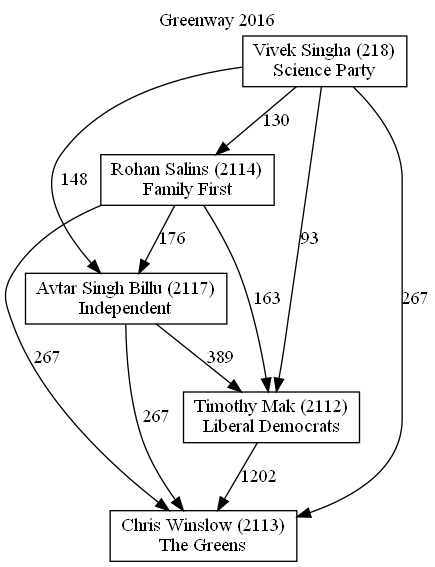 Greenway 2016
Vivek Singha (218)
Science Party
130
Rohan Salins (2114)
Family First
148
176
93
Avtar Singh Billu (2117)
Independent
163
267
267
389
267
Timothy Mak (2112)
Liberal Democrats
1202
Chris Winslow (2113)
The Greens